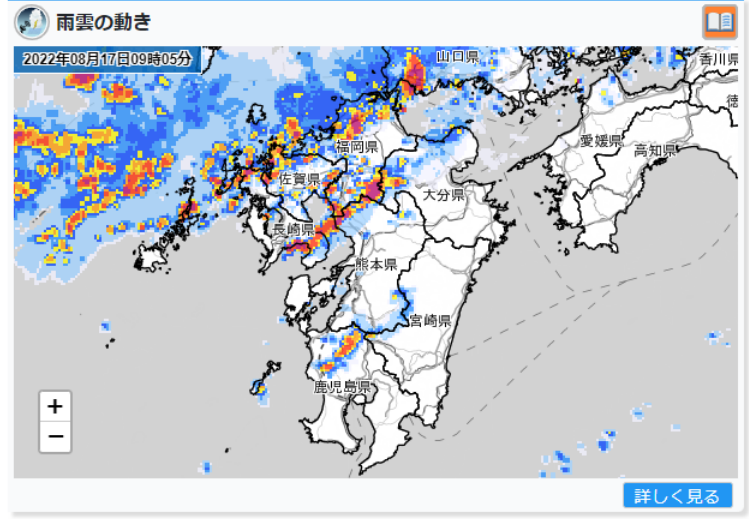 雨雲の動き
2022年08月17日09時05分
山口県
香川県
徳
福岡県
愛媛県
高知県
佐賀県
大分県
長崎県
熊本県
宮崎県
鹿児島県
+
−
詳しく見る